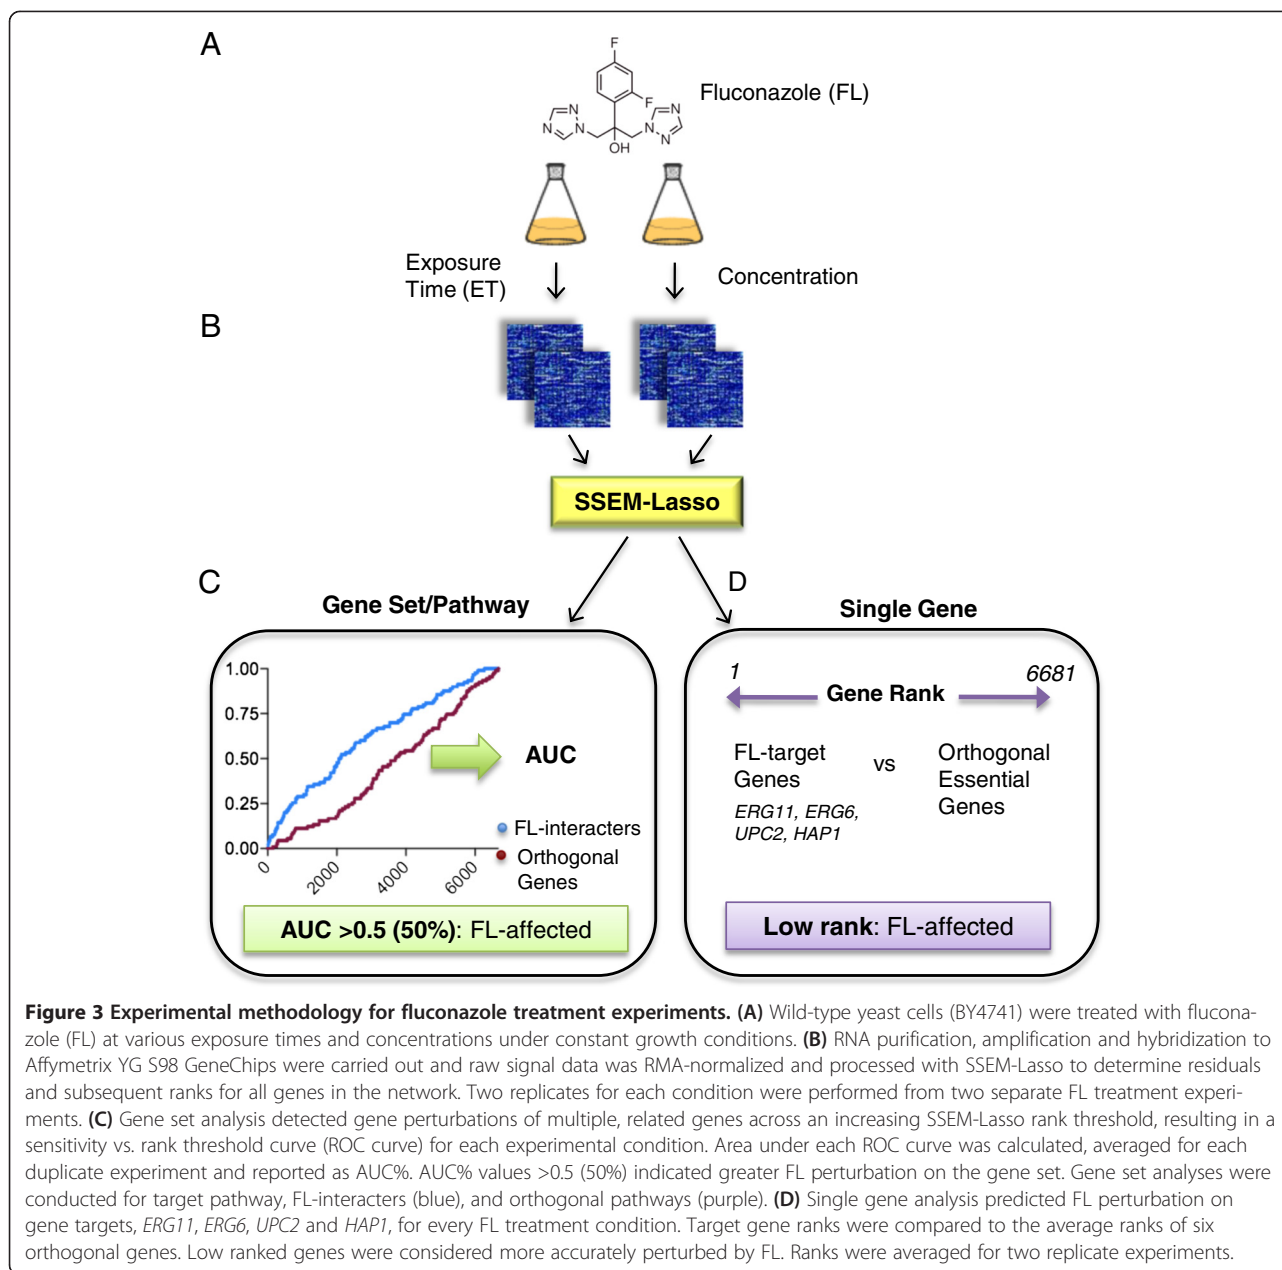 A
F
F
Fluconazole (FL)
N
N
N
N
N
N
OH
Exposure
Time (ET)
Concentration
B
SSEM-Lasso
C
D
Gene Set/Pathway
Single Gene
1.00
0.75
0.50
0.25
0.00
0
2000
4000
6000
AUC
FL-interacters
Orthogonal
Genes
AUC >0.5 (50%): FL-affected
1
6681
Gene Rank
FL-target
Genes
vs
Orthogonal
Essential
Genes
ERG11, ERG6,
UPC2, HAP1
Low rank: FL-affected
Figure 3 Experimental methodology for fluconazole treatment experiments. (A) Wild-type yeast cells (BY4741) were treated with flucona-
zole (FL) at various exposure times and concentrations under constant growth conditions. (B) RNA purification, amplification and hybridization to
Affymetrix YG S98 GeneChips were carried out and raw signal data was RMA-normalized and processed with SSEM-Lasso to determine residuals
and subsequent ranks for all genes in the network. Two replicates for each condition were performed from two separate FL treatment experi-
ments. (C) Gene set analysis detected gene perturbations of multiple, related genes across an increasing SSEM-Lasso rank threshold, resulting in a
sensitivity vs. rank threshold curve (ROC curve) for each experimental condition. Area under each ROC curve was calculated, averaged for each
duplicate experiment and reported as AUC%. AUC% values >0.5 (50%) indicated greater FL perturbation on the gene set. Gene set analyses were
conducted for target pathway, FL-interacters (blue), and orthogonal pathways (purple). (D) Single gene analysis predicted FL perturbation on
gene targets, ERG11, ERG6, UPC2 and HAP1, for every FL treatment condition. Target gene ranks were compared to the average ranks of six
orthogonal genes. Low ranked genes were considered more accurately perturbed by FL. Ranks were averaged for two replicate experiments.